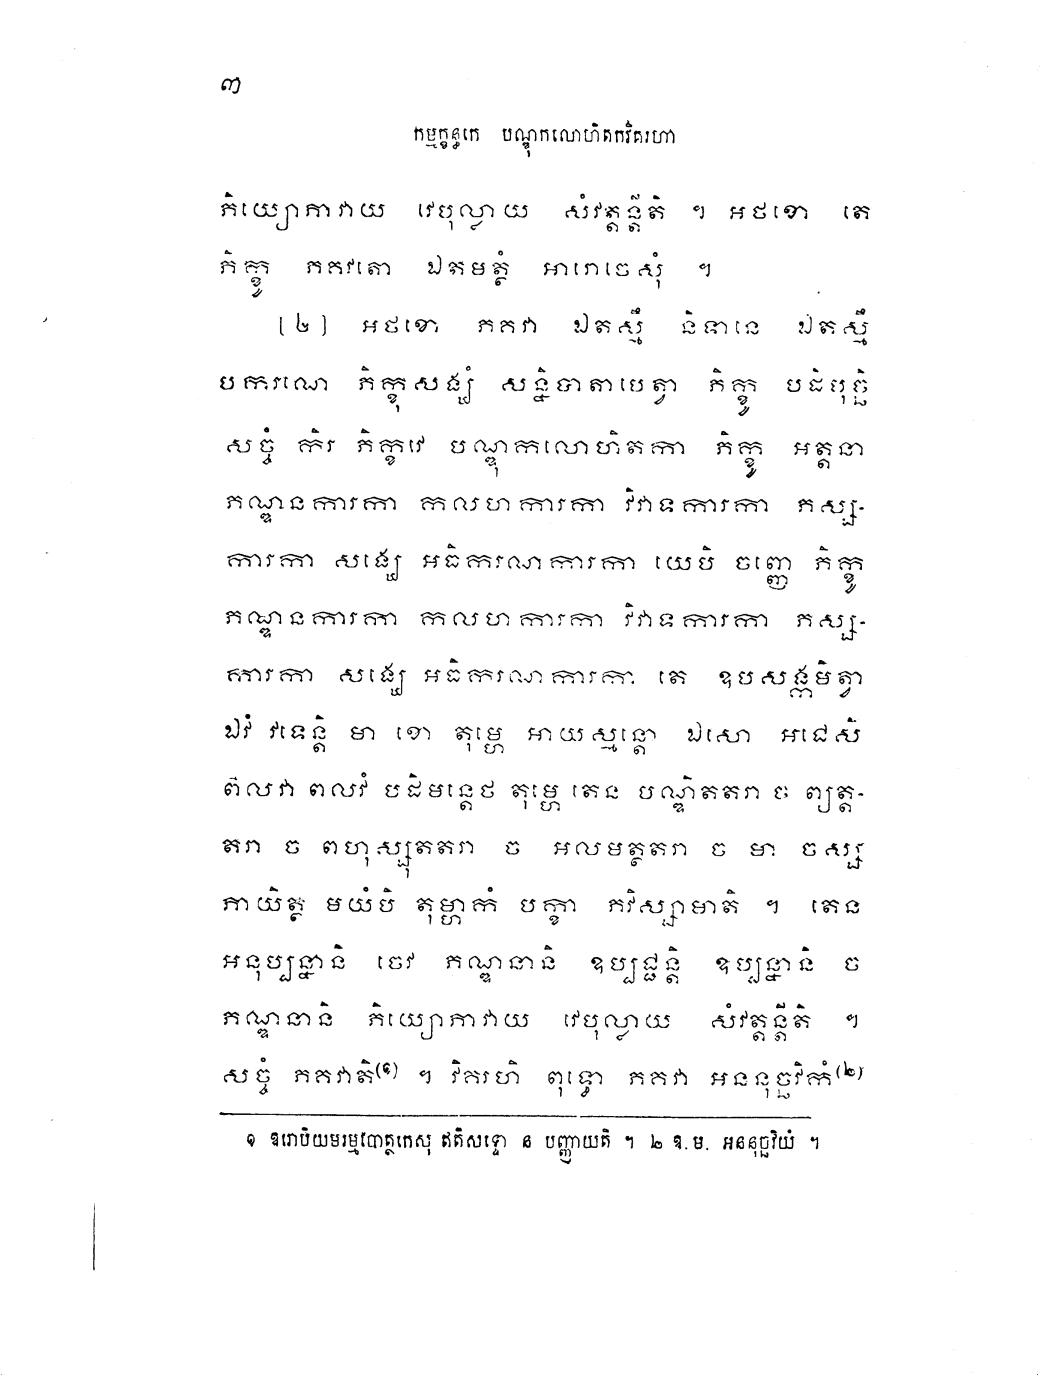 ៣
កម្មក្ខន្ធកេ បណ្ឌុកលោហិតកវិគរហា
ភិយ្យោភាវាយ វេបុល្លាយ សំវត្តន្តីតិ ។ អថខោ តេ
ភិក្ខូ ភគវតោ ឯតមត្ថំ អារោចេសុំ ។
[២] អថខោ ភគវា ឯតស្មឹ និទានេ ឯតស្មឹ
បករណេ ភិក្ខុសង្ឃំ សន្និបាតាបេត្វា ភិក្ខូ បដិបុច្ឆិ
សច្ចំ កិរ ភិក្ខវេ បណ្ឌុកលោហិតកា ភិក្ខូ អត្តនា
ភណ្ឌនការកា កលហការកា វិវាទការកា ភស្ស-
ការកា សង្ឃេ អធិករណការកា យេបិ ចញ្ញេ ភិក្ខូ
ភណ្ឌនការកា កលហការកា វិវាទការកា ភស្ស-
ការកា សង្ឃេ អធិករណការកា តេ ឧបសង្កមិត្វា
ឯវំ វទេន្តិ មា ខោ តុម្ហេ អាយស្មន្តោ ឯសោ អជេសិ
ពលវា ពលវំ បដិមន្តេថ តុម្ហេ តេន បណ្ឌិតតរា ច ព្យត្ត-
តរា ច ពហុស្សុតតរា ច អលមត្ថតរា ច មា ចស្ស
ភាយិត្ថ មយំបិ តុម្ហាកំ បក្ខា ភវិស្សាមាតិ ។ តេន
អនុប្បន្នានិ ចេវ ភណ្ឌនានិ ឧប្បជ្ជន្តិ ឧប្បន្នានិ ច
ភណ្ឌនានិ ភិយ្យោភាវាយ វេបុល្លាយ សំវត្តន្តីតិ ។
សច្ចំ ភគវាតិ(១) ។ វិគរហិ ពុទ្ធោ ភគវា អននុច្ឆវិកំ(២)
១ ឧរោបិយមរម្មបោត្ថកេសុ ឥតិសទ្ទោ ន បញ្ញាយតិ ។ ២ ឧ. ម. អននុច្ឆវិយំ ។